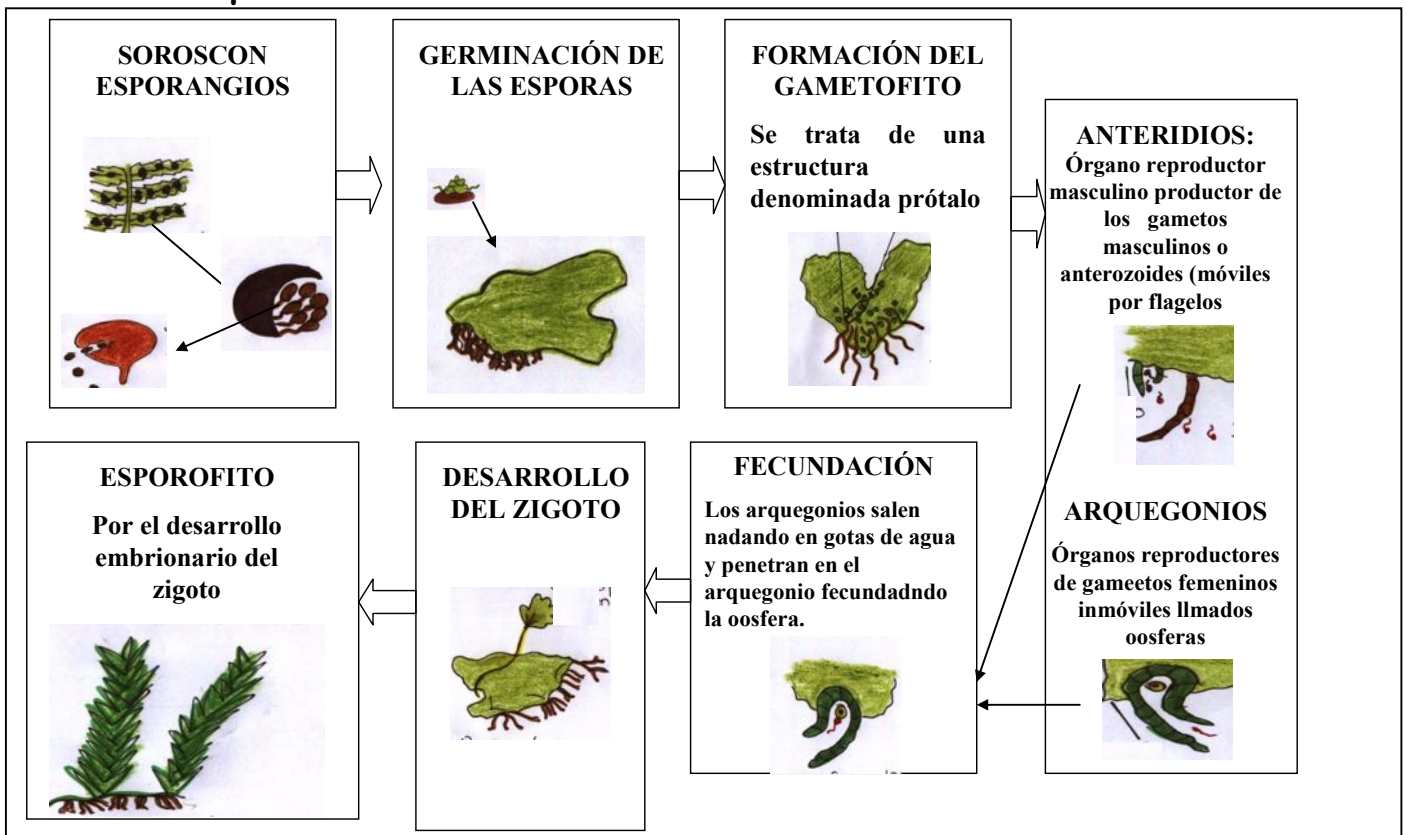 SOROSCON
ESPORANGIOS
GERMINACIÓN DE
LAS ESPORAS
FORMACIÓN DEL
GAMETOFITO
Se trata de una
estructura
denominada prótalo
ANTERIDIOS:
Órgano reproductor
masculino productor de
los gametos
masculinos o
anterozoides (móviles
por flagelos
ARQUEGONIOS
Órganos reproductores
de gameetos femeninos
inmóviles llmados
oosferas
FECUNDACIÓN
Los arquegonios salen
nadando en gotas de agua
y penetran en el
arquegonio fecundadndo
la oosfera.
DESARROLLO
DEL ZIGOTO
ESPOROFITO
Por el desarrollo
embrionario del
zigoto